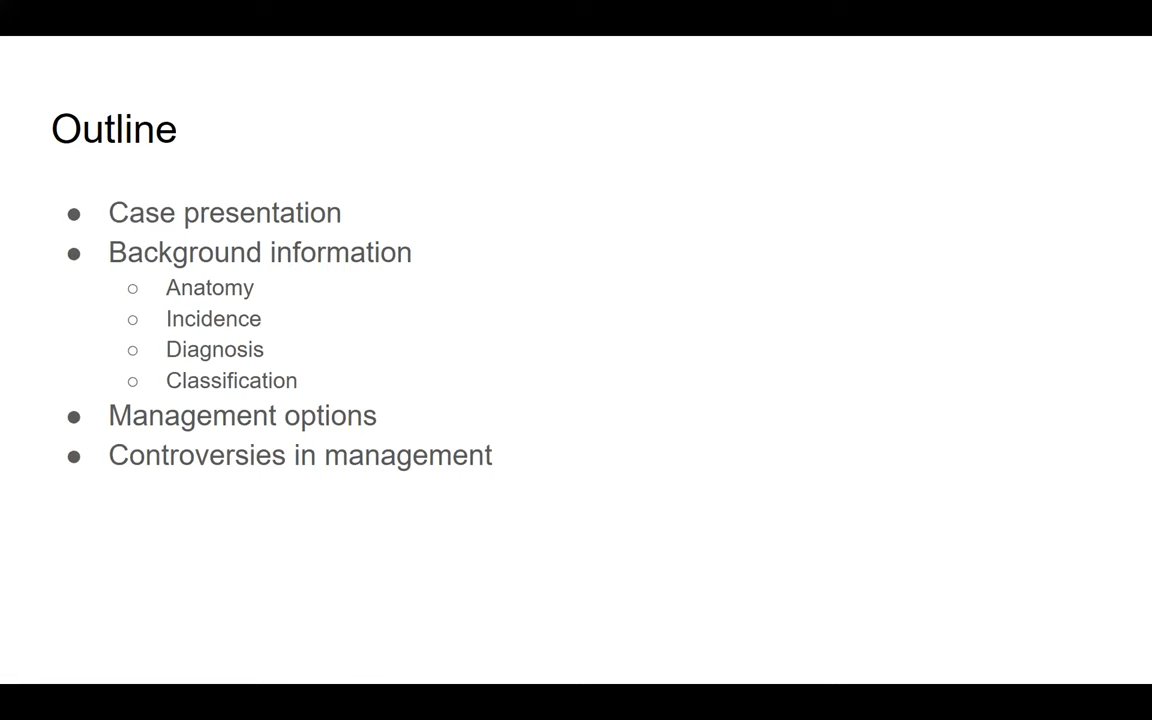 Outline
● Case presentation
● Background information
○ Anatomy
○ Incidence
○ Diagnosis
○ Classification
● Management options
● Controversies in management